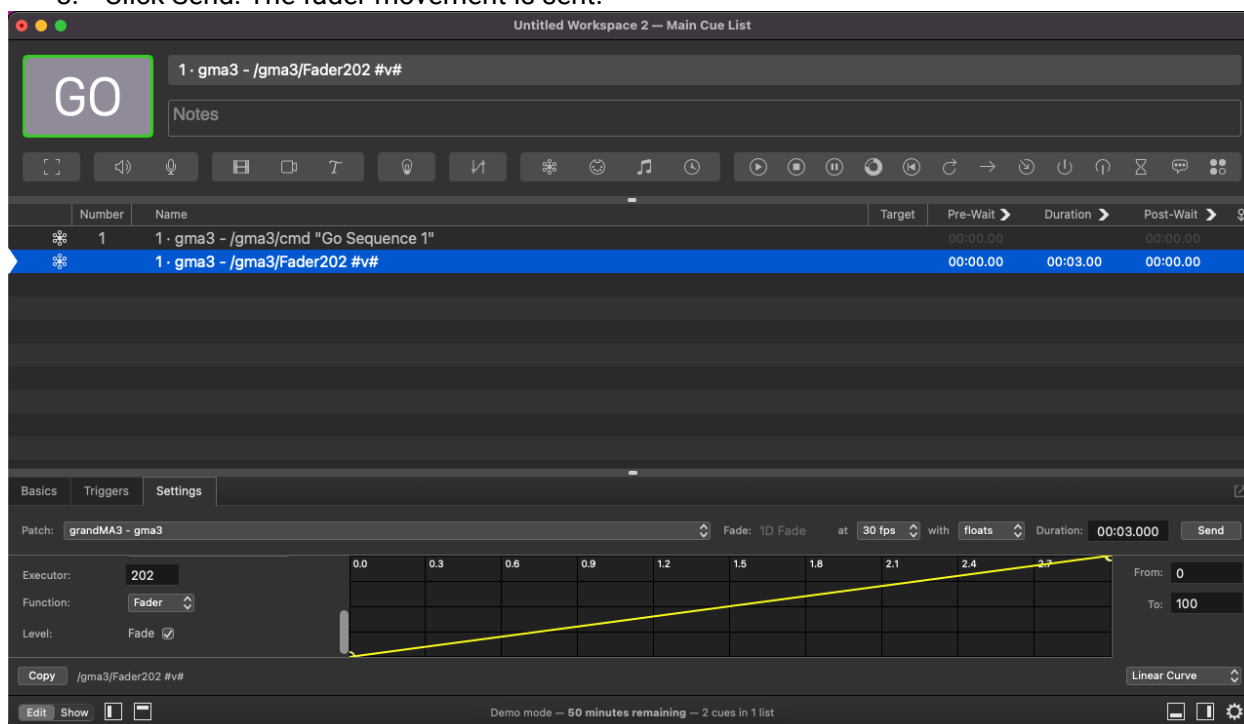 Click Send. The fader movement is sent.
Untitled Workspace 2 — Main Cue List
GO
1 · gma3 - /gma3/Fader202 #v#
Notes
Number Name Target Pre-Wait Duration Post-Wait
1 1 · gma3 - /gma3/cmd "Go Sequence 1" 00:00.00 00:00.00
1 · gma3 - /gma3/Fader202 #v# 00:00.00 00:03.00 00:00.00
Basics Triggers Settings
Patch: grandMA3 - gma3 Fade: 1D Fade at 30 fps with floats Duration: 00:03.000 Send
0.0 0.3 0.6 0.9 1.2 1.5 1.8 2.1 2.4 2.7
Executor: 202 From: 0
Function: Fader To: 100
Level: Fade
Copy /gma3/Fader202 #v# Linear Curve
Edit Show Demo mode — 50 minutes remaining — 2 cues in 1 list